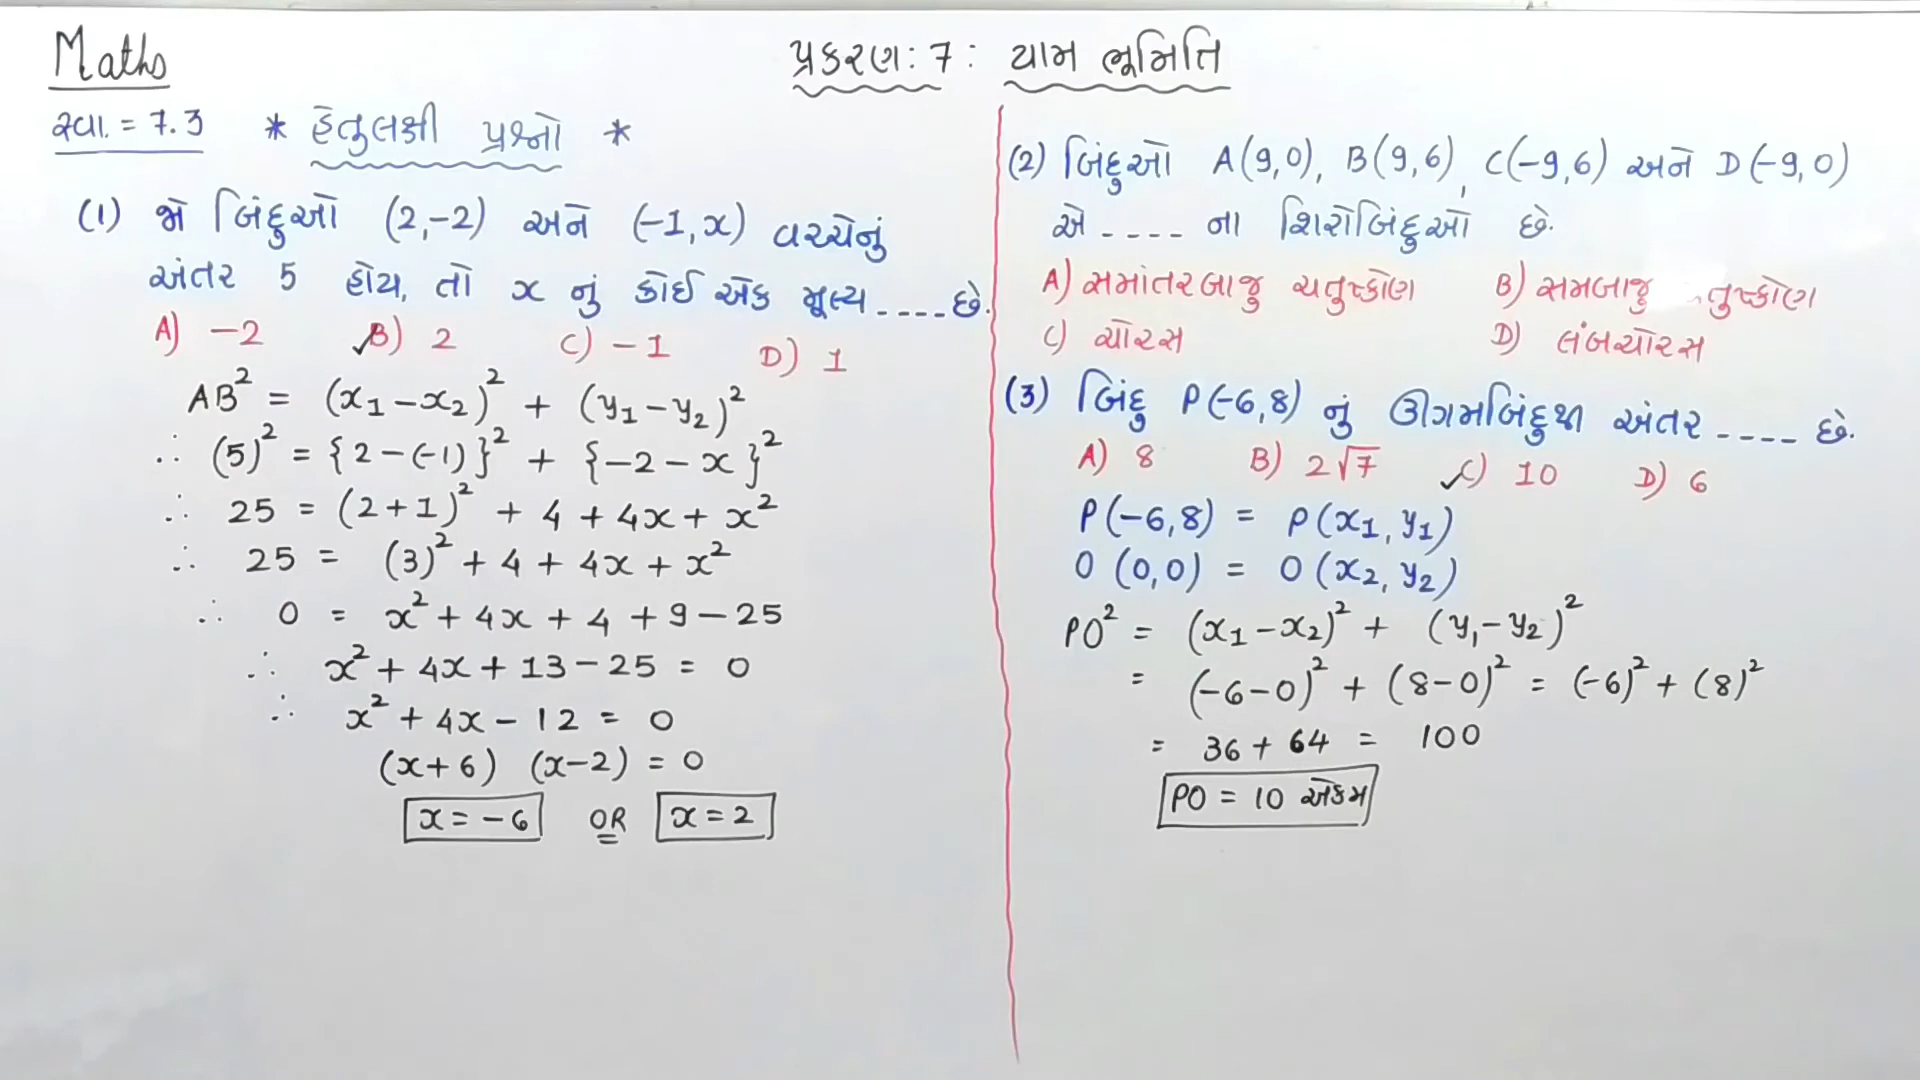 Maths
પ્રકરણ: 7: યામ ભૂમિતિ
સ્વા. = 7.3 * હેતુલક્ષી પ્રશ્નો *
(1) જો બિંદુઓ (2,-2) અને (-1,x) વચ્ચેનું
અંતર 5 હોય, તો x નું કોઈ એક મૂલ્ય ---- છે.
A) -2 B) 2 C) -1 D) 1
AB² = (x₁-x₂)² + (y₁-y₂)²
∴ (5)² = {2-(-1)}² + {-2-x}²
∴ 25 = (2+1)² + 4 + 4x + x²
∴ 25 = (3)² + 4 + 4x + x²
∴ 0 = x² + 4x + 4 + 9 - 25
∴ x² + 4x + 13 - 25 = 0
∴ x² + 4x - 12 = 0
(x+6) (x-2) = 0
x = -6 OR x = 2
(2) બિંદુઓ A(9,0), B(9,6), C(-9,6) અને D(-9,0)
એ ---- ના શિરોબિંદુઓ છે.
A) સમાંતરબાજુ ચતુષ્કોણ B) સમબાજુ તુષ્કોણ
C) ચોરસ D) લંબચોરસ
(3) બિંદુ P(-6,8) નું ઊગમબિંદુથી અંતર ---- છે.
A) 8 B) 2√7 C) 10 D) 6
P(-6,8) = P(x₁,y₁)
O(0,0) = O(x₂,y₂)
PO² = (x₁-x₂)² + (y₁-y₂)²
= (-6-0)² + (8-0)² = (-6)² + (8)²
= 36 + 64 = 100
PO = 10 એકમ